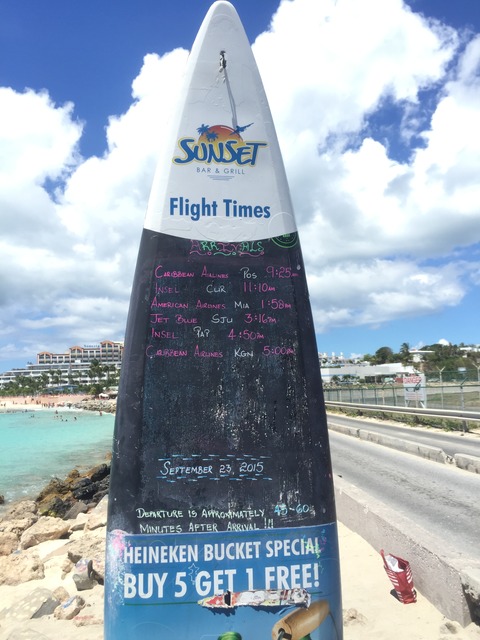 SUNSET
BAR & GRILL
Flight Times
ARRIVALS
CARIBBEAN AIRLINES POS 9:25AM
INSEL CUR 11:10AM
AMERICAN AIRLINES MIA 1:58PM
JET BLUE SJU 3:16PM
INSEL PAP 4:50PM
CARIBBEAN AIRLINES KGN 5:00PM
SEPTEMBER 23, 2015
DEPARTURE IS APPROXIMATELY 45-60
MINUTES AFTER ARRIVAL !!!
HEINEKEN BUCKET SPECIAL
BUY 5 GET 1 FREE!